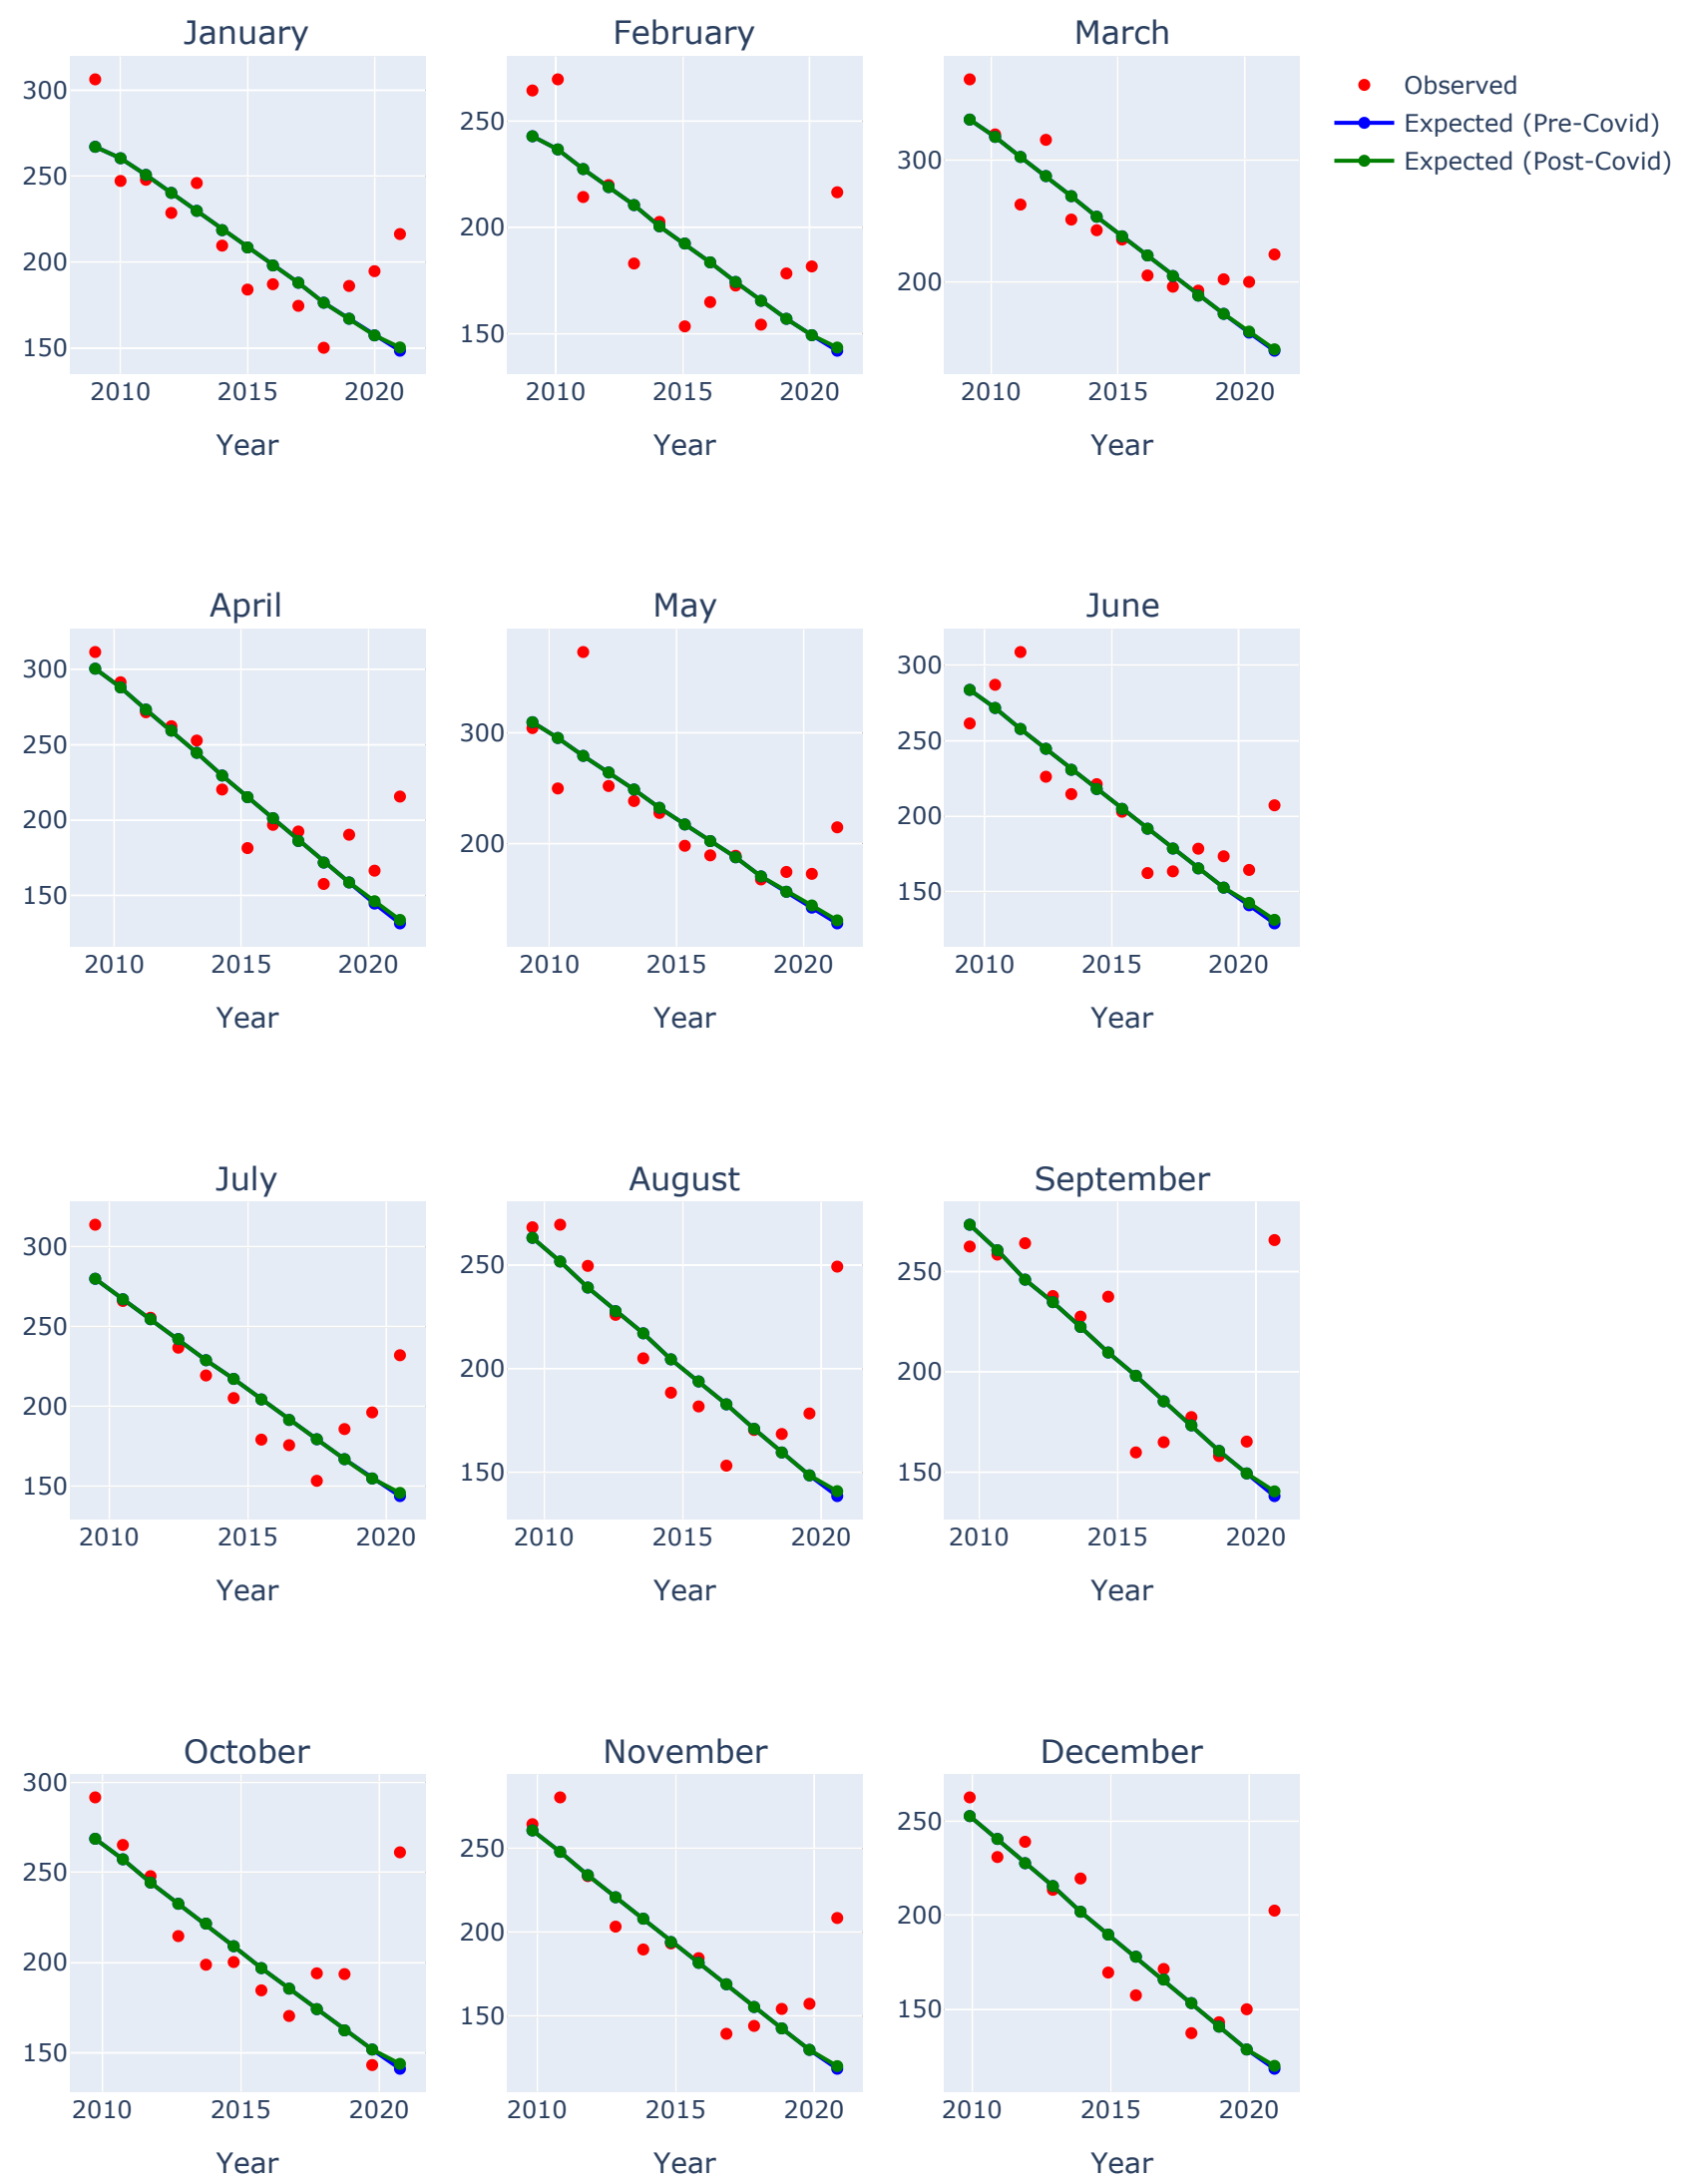 January
February
March
300
250
200
150
2010
2015
2020
Year
250
200
150
2010
2015
2020
Year
300
200
2010
2015
2020
Year
Observed
Expected (Pre-Covid)
Expected (Post-Covid)
April
May
June
300
250
200
150
2010
2015
2020
Year
300
200
2010
2015
2020
Year
300
250
200
150
2010
2015
2020
Year
July
August
September
300
250
200
150
2010
2015
2020
Year
250
200
150
2010
2015
2020
Year
250
200
150
2010
2015
2020
Year
October
November
December
300
250
200
150
2010
2015
2020
Year
250
200
150
2010
2015
2020
Year
250
200
150
2010
2015
2020
Year